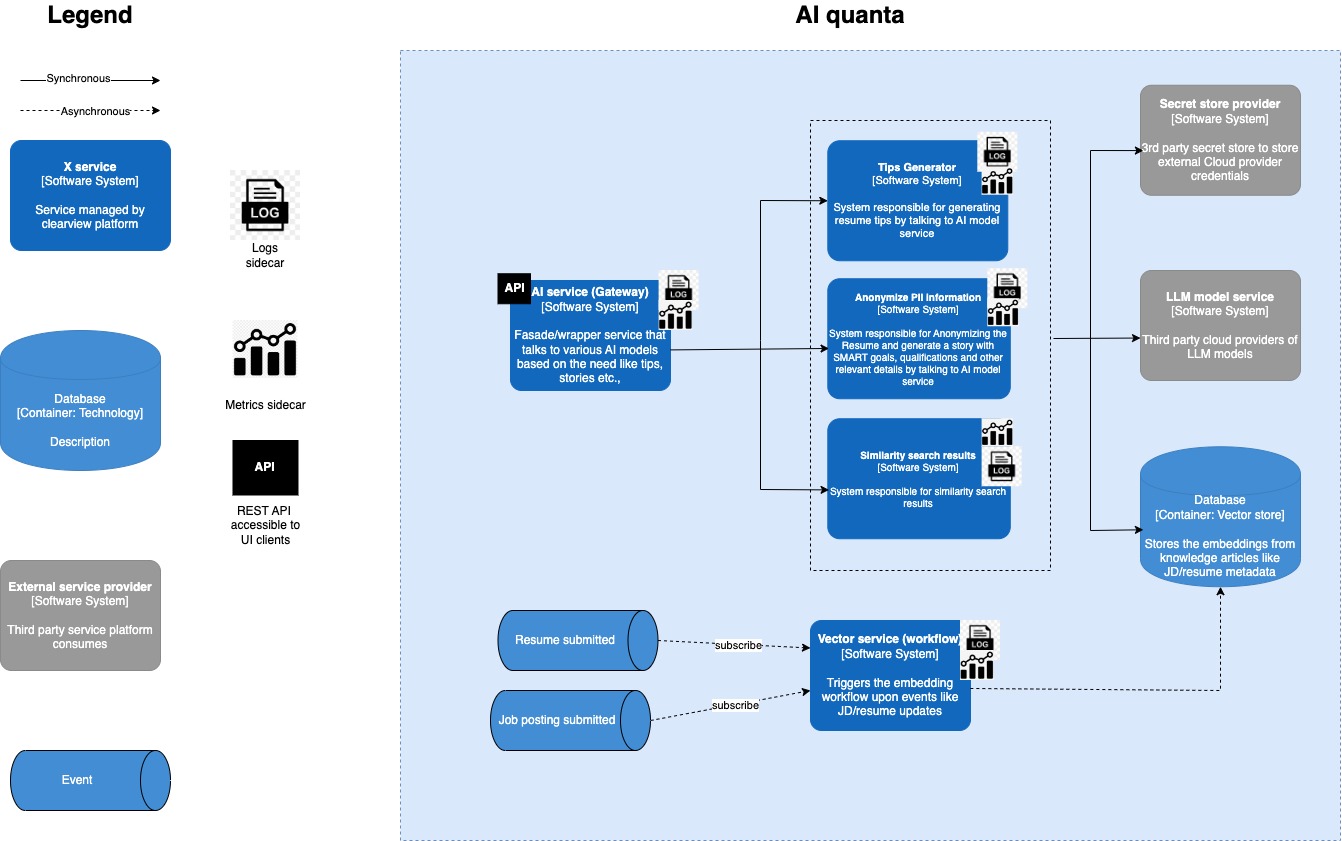 Legend
Synchronous
Asynchronous
X service
[Software System]
Service managed by
clearview platform
LOG
Logs
sidecar
Database
[Container: Technology]
Description
Metrics sidecar
API
REST API
accessible to
UI clients
External service provider
[Software System]
Third party service platform
consumes
Event
AI quanta
API
AI service (Gateway)
[Software System]
Fasade/wrapper service that
talks to various AI models
based on the need like tips,
stories etc.,
LOG
Tips Generator
[Software System]
System responsible for generating
resume tips by talking to AI model
service
LOG
Anonymize PII information
[Software System]
System responsible for Anonymizing the
Resume and generate a story with
SMART goals, qualifications and other
relevant details by talking to AI model
service
LOG
Similarity search results
[Software System]
System responsible for similarity search
results
LOG
Secret store provider
[Software System]
3rd party secret store to store
external Cloud provider
credentials
LLM model service
[Software System]
Third party cloud providers of
LLM models
Database
[Container: Vector store]
Stores the embeddings from
knowledge articles like
JD/resume metadata
Resume submitted
subscribe
Job posting submitted
subscribe
Vector service (workflow)
[Software System]
Triggers the embedding
workflow upon events like
JD/resume updates
LOG